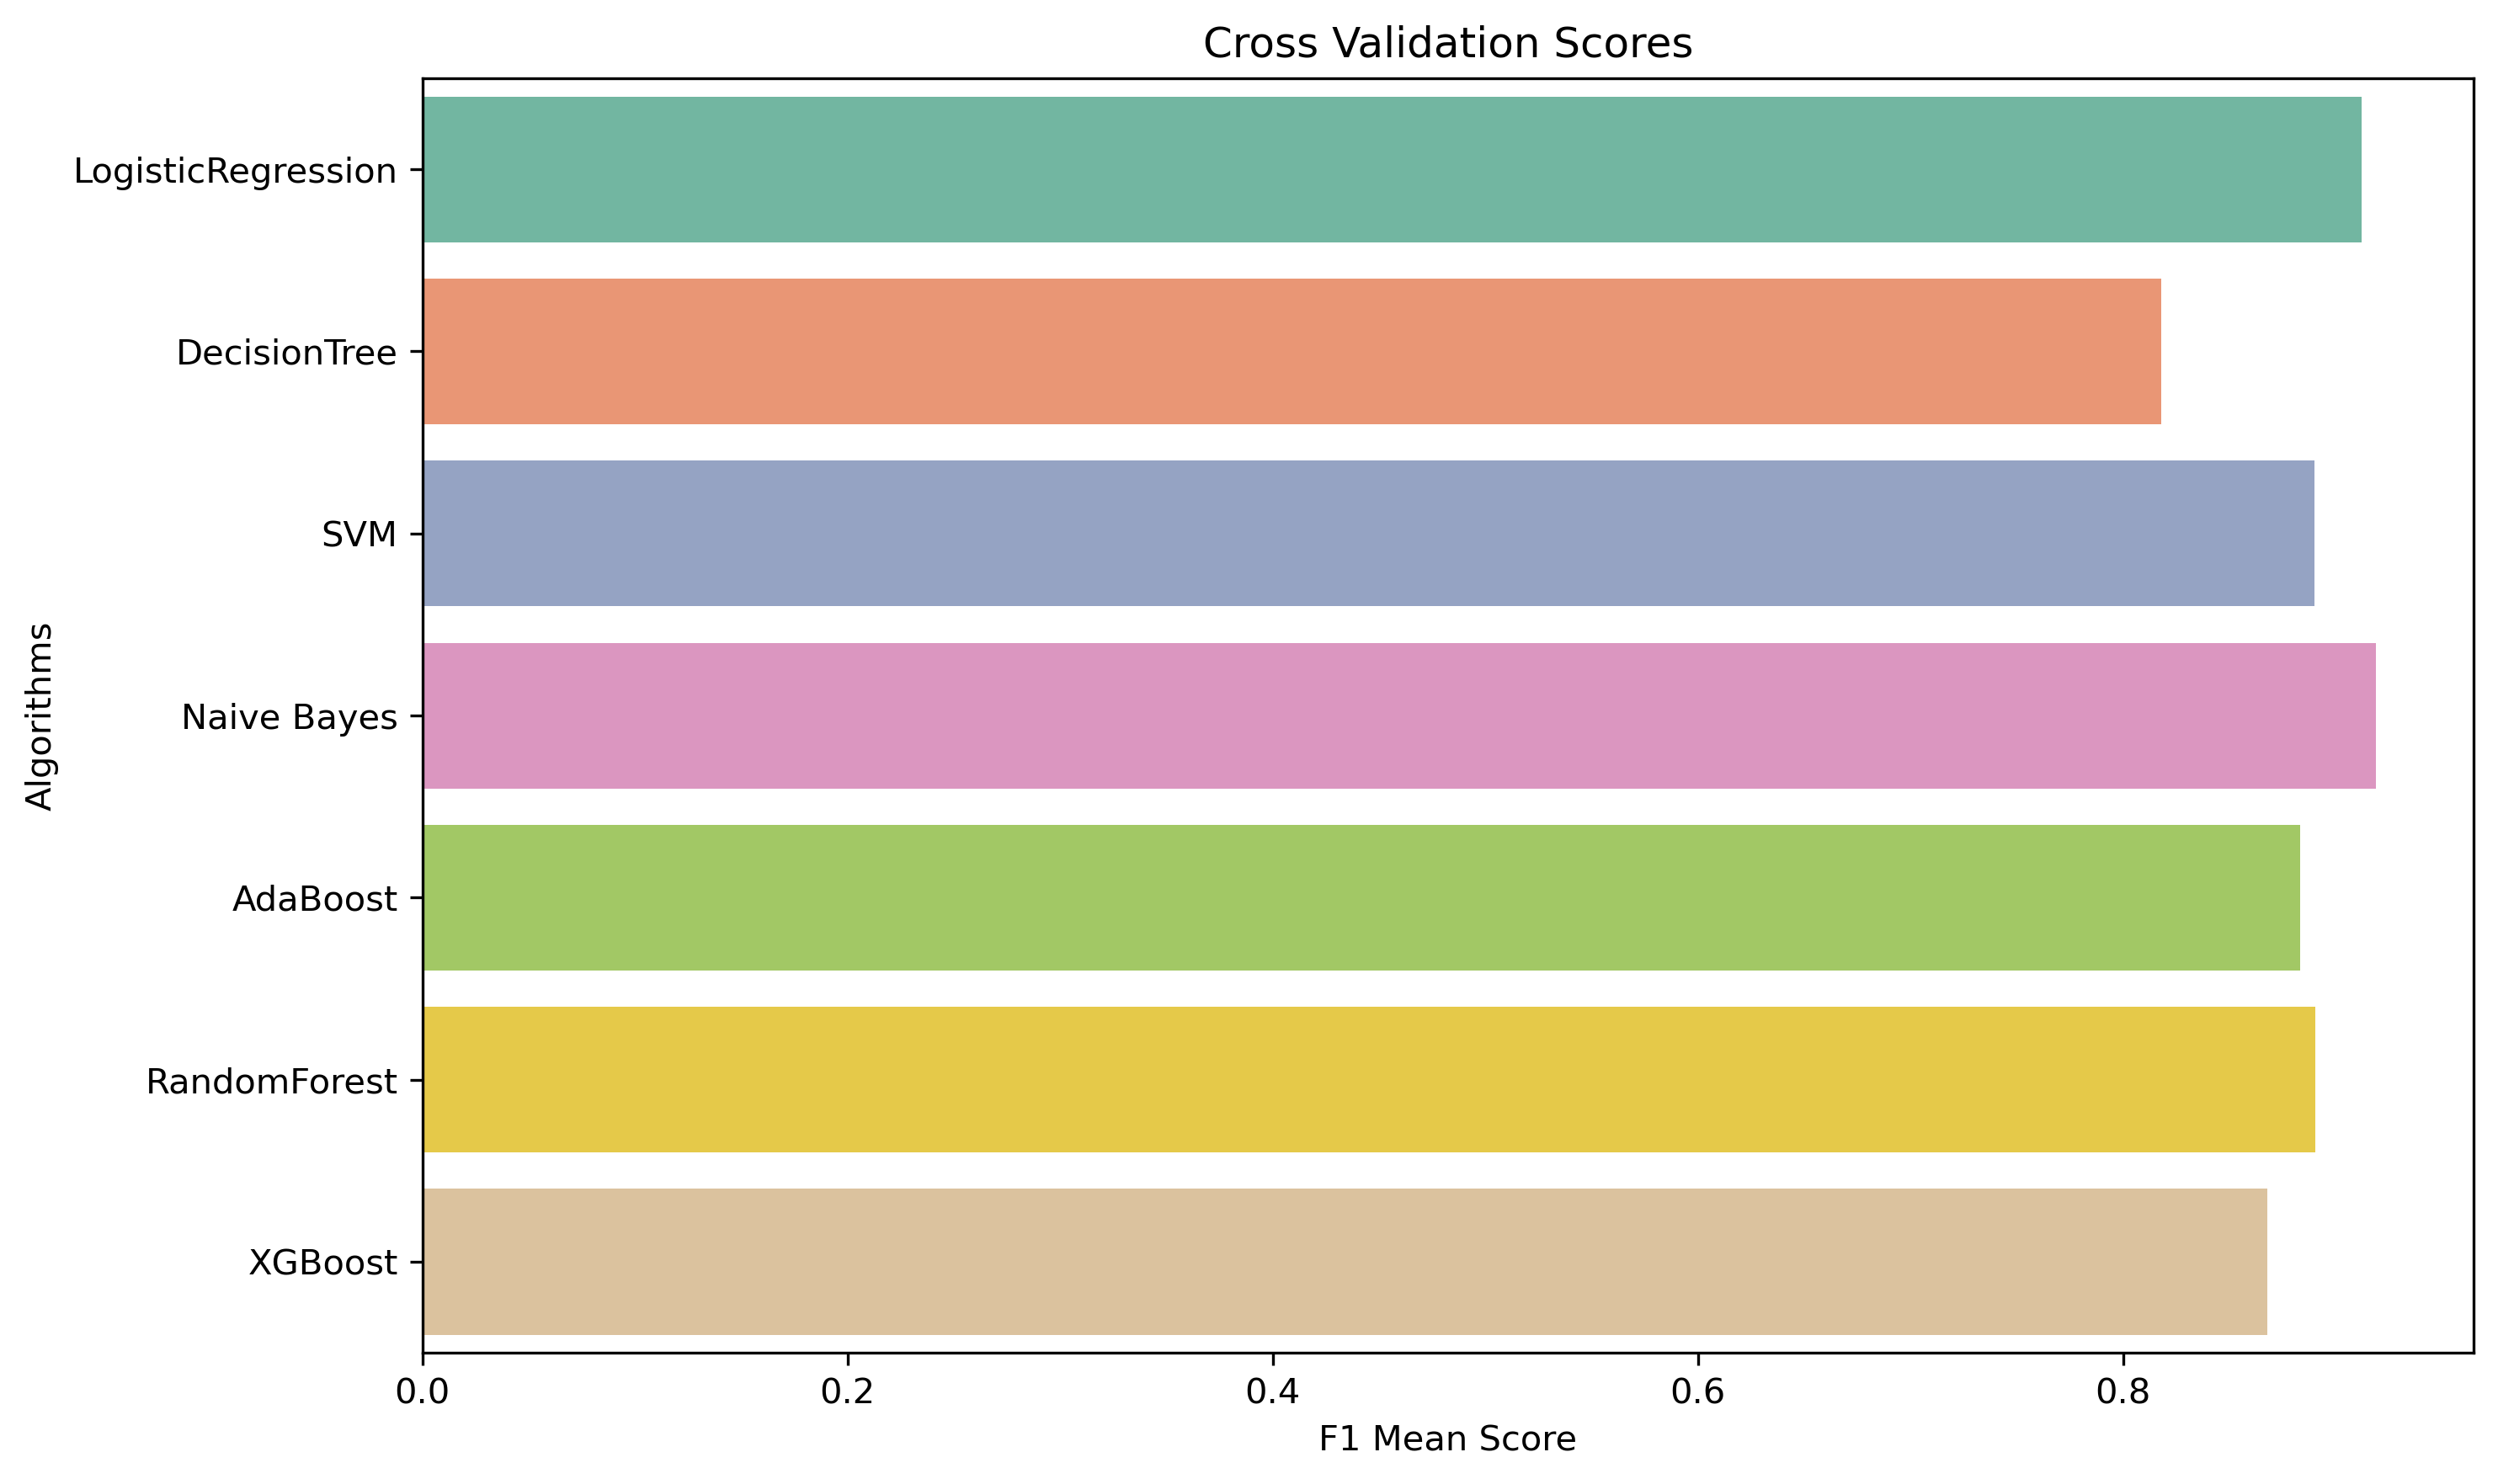 Cross Validation Scores
LogisticRegression
DecisionTree
SVM
Naive Bayes
AdaBoost
RandomForest
XGBoost
Algorithms
0.0 0.2 0.4 0.6 0.8
F1 Mean Score